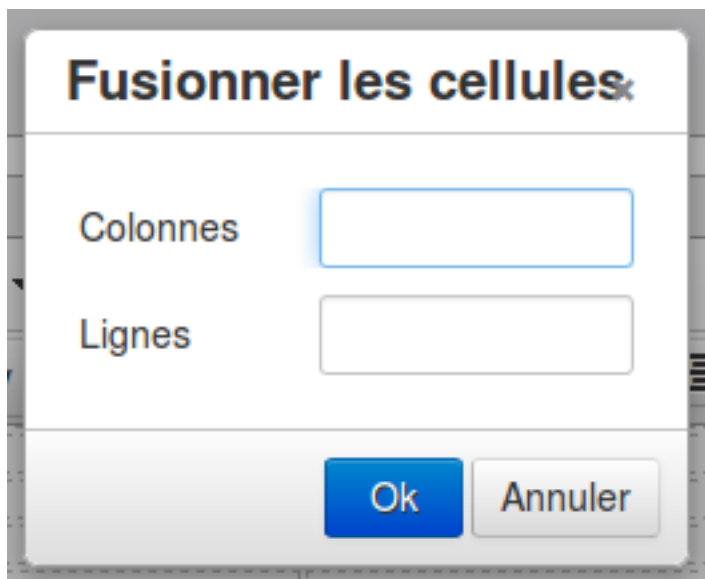 Fusionner les cellules
Colonnes
Lignes
Ok
Annuler